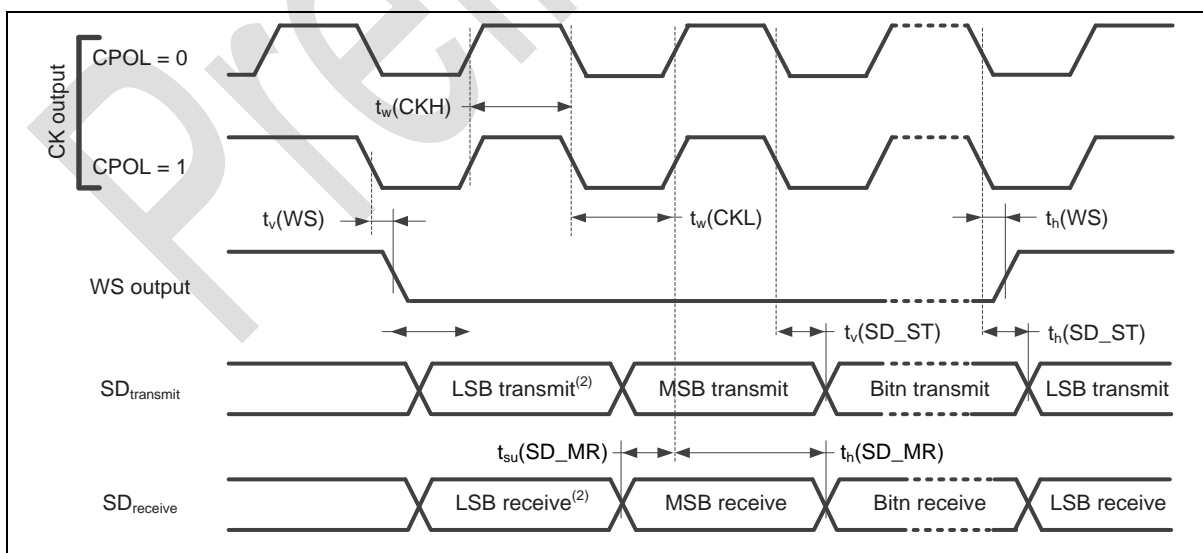 CK output
CPOL = 0
tw(CKH)
CPOL = 1
tv(WS)
tw(CKL)
th(WS)
WS output
tv(SD_ST)
th(SD_ST)
SDtransmit
LSB transmit(2)
MSB transmit
Bitn transmit
LSB transmit
tsu(SD_MR)
th(SD_MR)
SDreceive
LSB receive(2)
MSB receive
Bitn receive
LSB receive